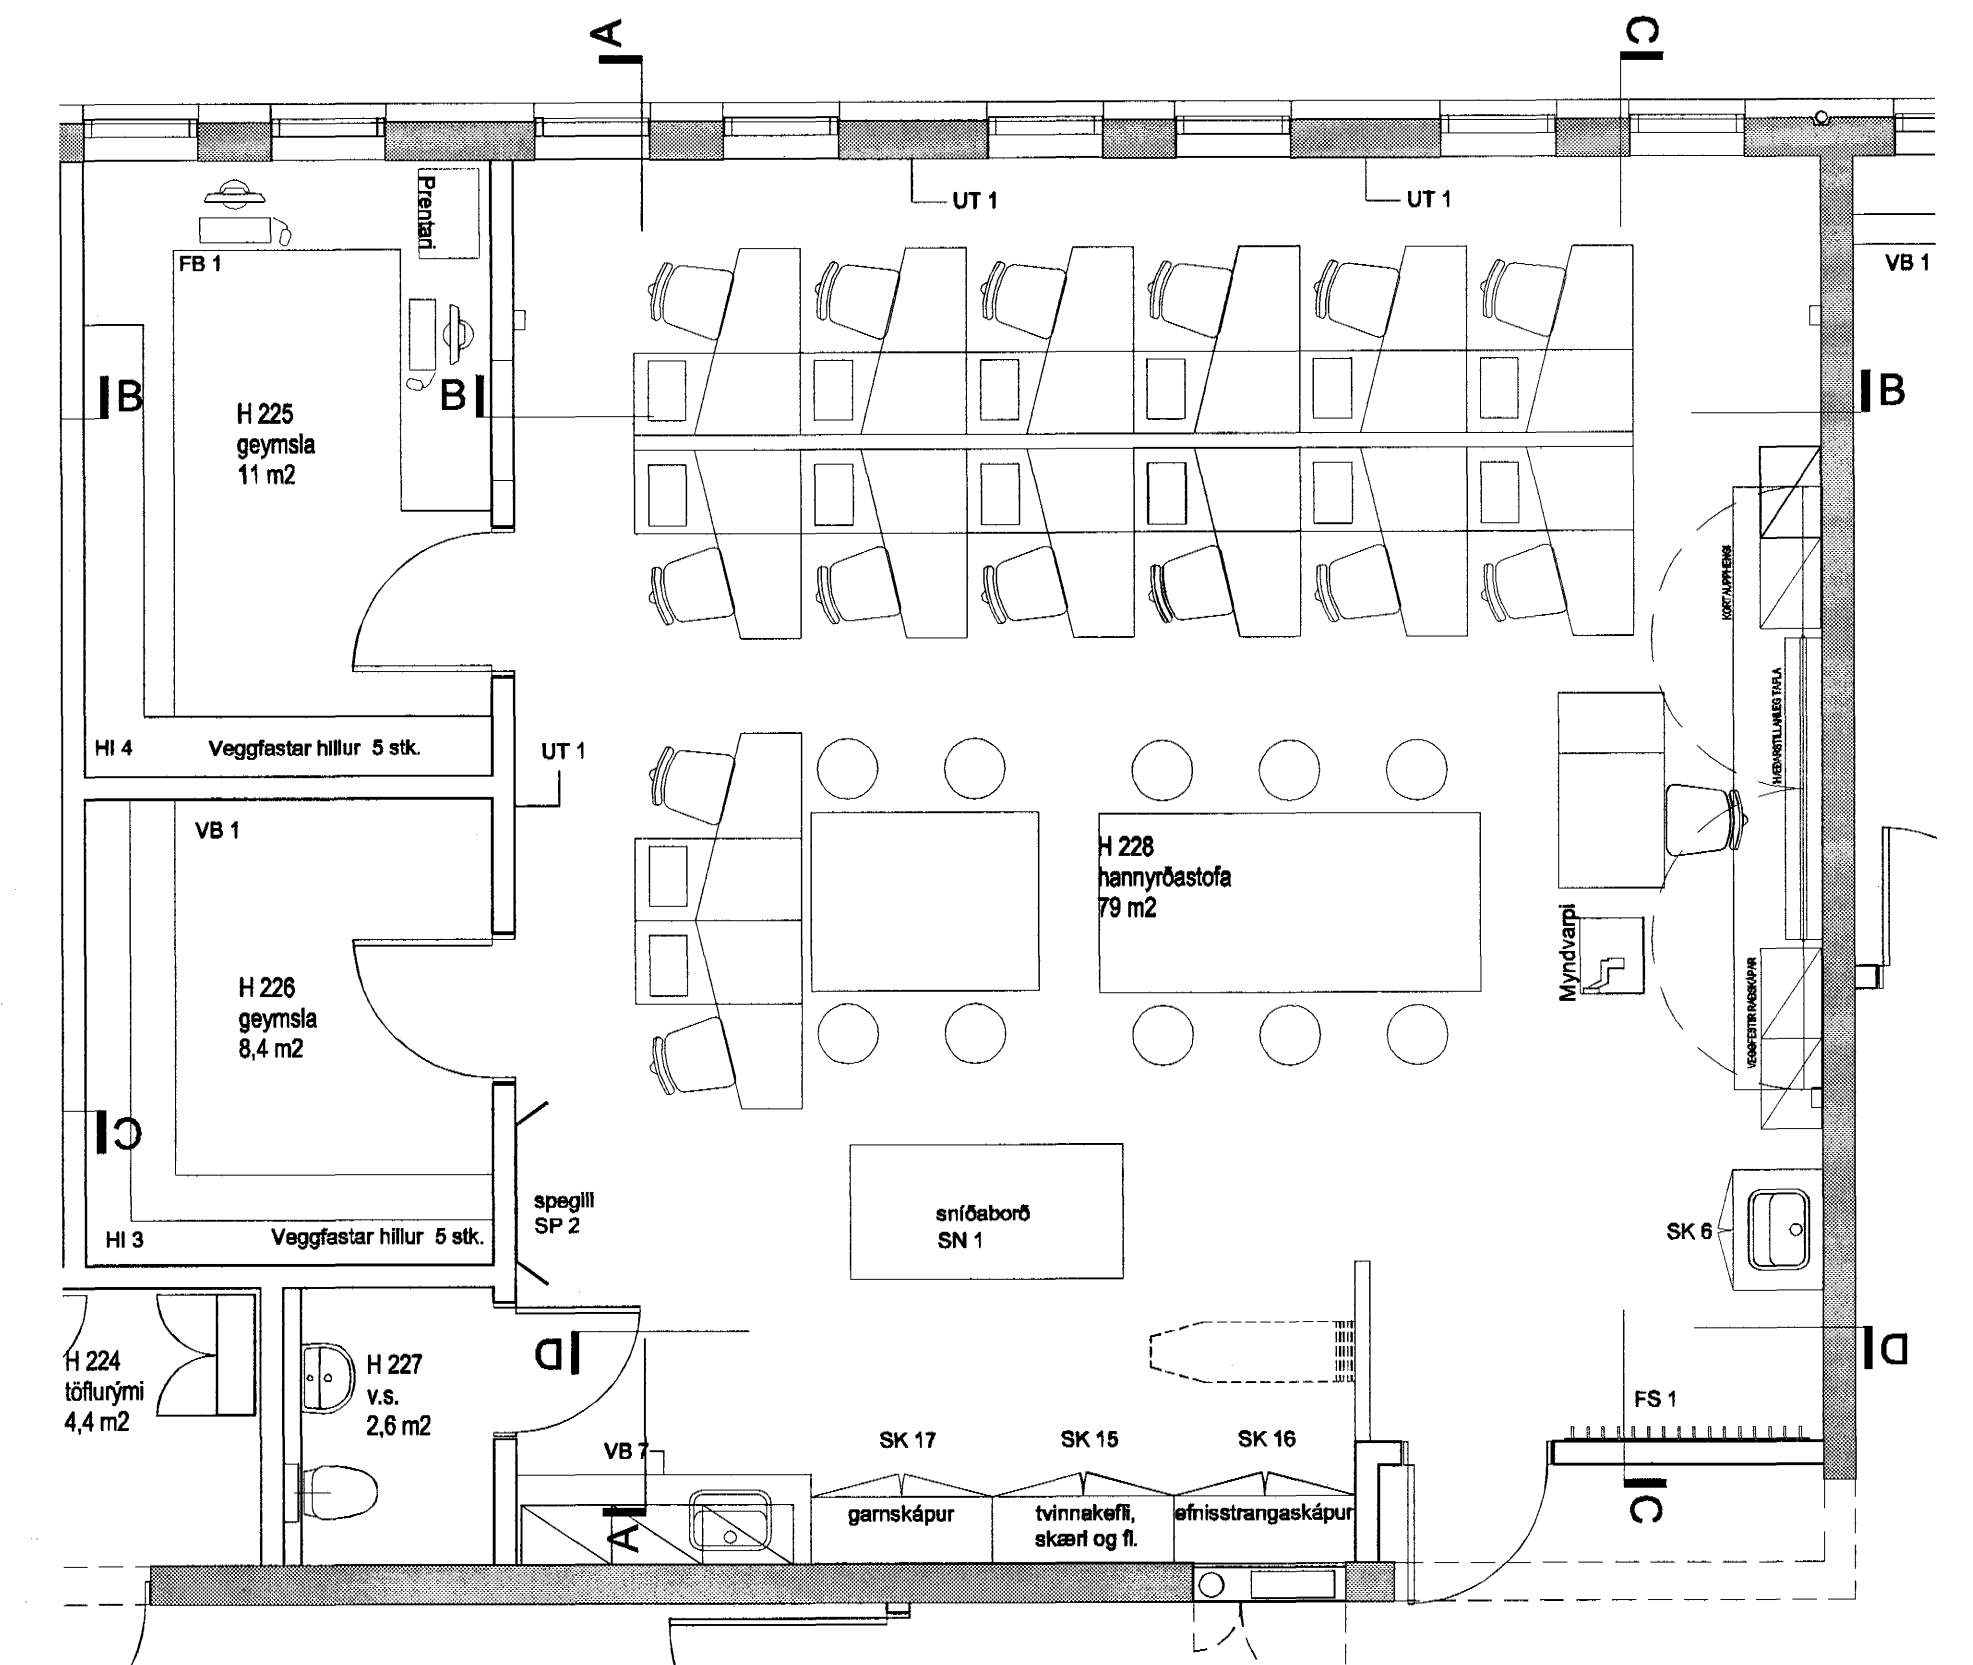 A
C
UT 1
UT 1
Prentari
FB 1
VB 1
B
B
B
H 225
geymsla
11 m2
KORTAUPPHENGI
HÆÐARSTILLANLEG TAFLA
HI 4
Veggfastar hillur 5 stk.
UT 1
VB 1
H 228
hannyrðastofa
79 m2
Myndvarpi
VEGGFESTIR RÆÐSKÁPAR
H 226
geymsla
8,4 m2
C
spegill
SP 2
sníðaborð
SN 1
SK 6
HI 3
Veggfastar hillur 5 stk.
D
D
H 224
töflurými
4,4 m2
H 227
v.s.
2,6 m2
FS 1
VB 7
SK 17
SK 15
SK 16
garnskápur
tvinnakefli,
skæri og fl.
efnisstrangaskápur
A
C